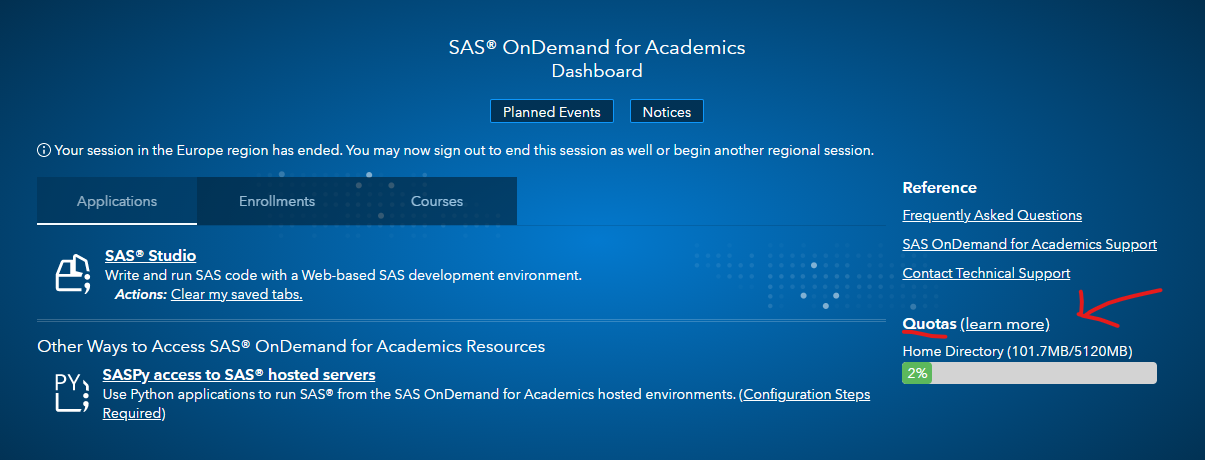 SAS® OnDemand for Academics
Dashboard
Planned Events
Notices
Your session in the Europe region has ended. You may now sign out to end this session as well or begin another regional session.
Applications
Enrollments
Courses
SAS® Studio
Write and run SAS code with a Web-based SAS development environment.
Actions: Clear my saved tabs.
Other Ways to Access SAS® OnDemand for Academics Resources
PY
SASPy access to SAS® hosted servers
Use Python applications to run SAS® from the SAS OnDemand for Academics hosted environments. (Configuration Steps
Required)
Reference
Frequently Asked Questions
SAS OnDemand for Academics Support
Contact Technical Support
Quotas (learn more)
Home Directory (101.7MB/5120MB)
2%